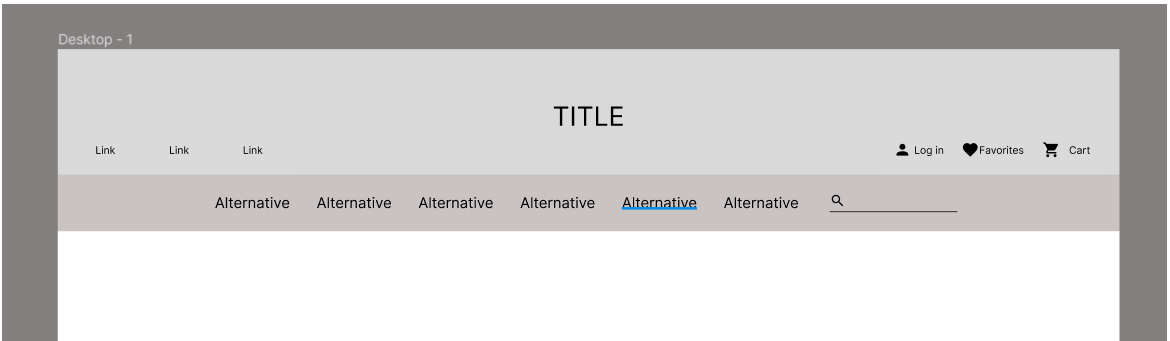 Desktop - 1
TITLE
Link Link Link Log in Favorites Cart
Alternative Alternative Alternative Alternative Alternative Alternative